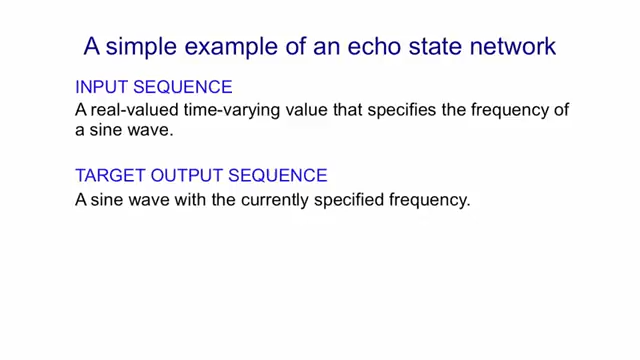 A simple example of an echo state network
INPUT SEQUENCE
A real-valued time-varying value that specifies the frequency of
a sine wave.
TARGET OUTPUT SEQUENCE
A sine wave with the currently specified frequency.